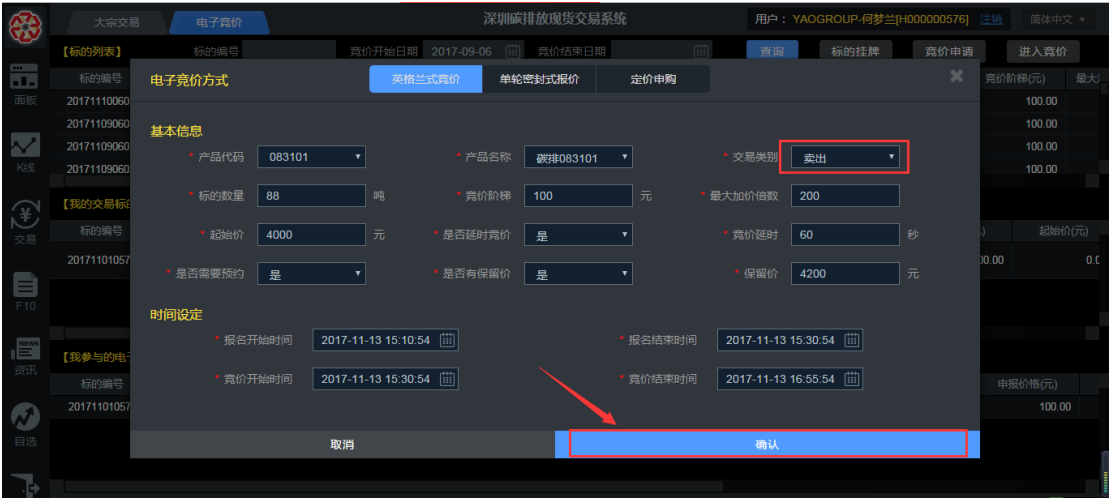 大宗交易 电子竞价 深圳碳排放现货交易系统 用户：YAOGROUP-何梦兰[H000000576] 注销 简体中文
【标的列表】 标的编号 竞价开始日期 2017-09-06 竞价结束日期 查询 标的挂牌 竞价申请 进入竞价
标的编号 竞价阶梯(元)
面板
20171110060 100.00
20171109060 100.00
20171109060 100.00
K线
20171109060 100.00
电子竞价方式 英格兰式竞价 单轮密封式报价 定价申购
基本信息
* 产品代码 083101 * 产品名称 碳排083101 * 交易类别 卖出
* 标的数量 88 吨 * 竞价阶梯 100 元 * 最大加价倍数 200
【我的交易标的
交易
标的编号 起始价(元)
* 起始价 4000 元 * 是否延时竞价 是 * 竞价延时 60 秒
20171101057 00.00
* 是否需要预约 是 * 是否有保留价 是 * 保留价 4200 元
F10
时间设定
* 报名开始时间 2017-11-13 15:10:54 * 报名结束时间 2017-11-13 15:30:54
NEWS
资讯
【我参与的电子
* 竞价开始时间 2017-11-13 15:30:54 * 竞价结束时间 2017-11-13 16:55:54
标的编号 申报价格(元)
20171101057 100.00
自选
取消 确认